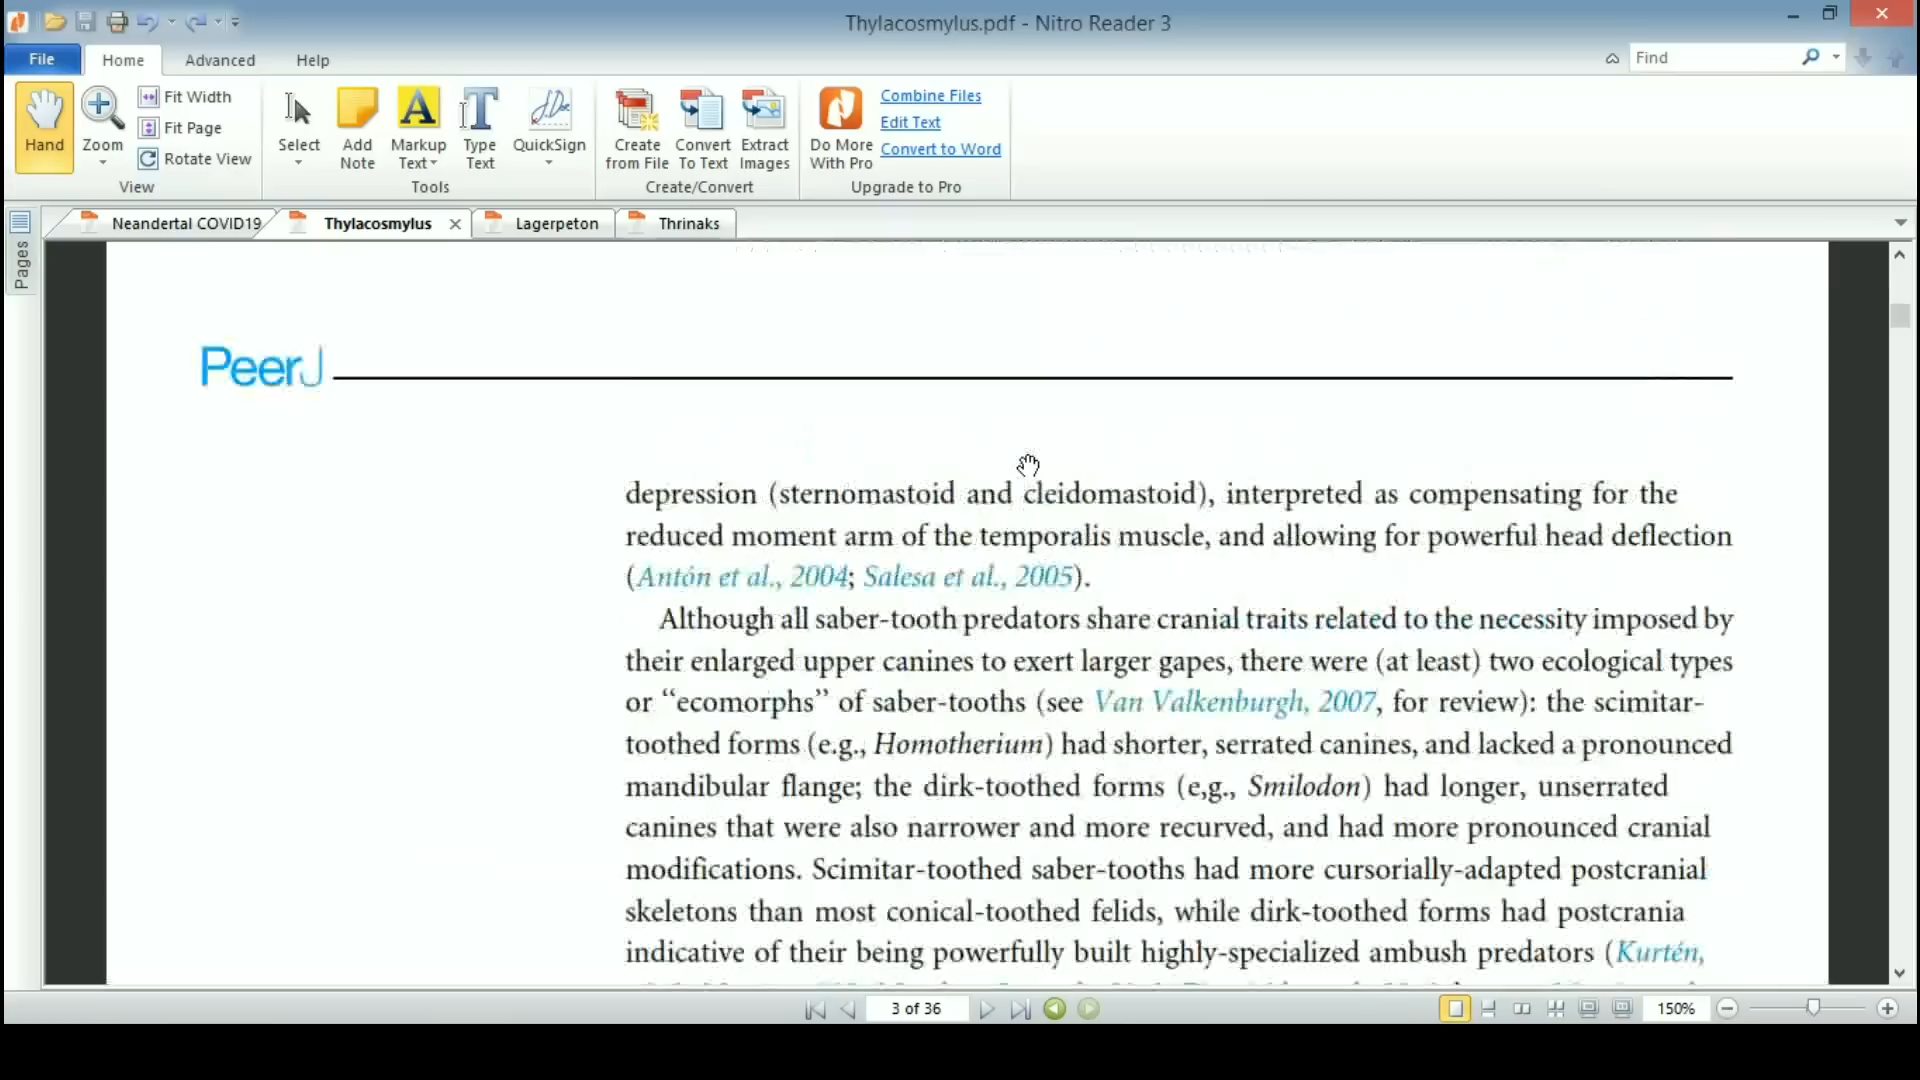 Thylacosmylus.pdf - Nitro Reader 3
File Home Advanced Help
Find
Hand
Zoom
Fit Width
Fit Page
Rotate View
View
Select
Add Note
Markup Text
Type Text
QuickSign
Tools
Create from File
Convert To Text
Extract Images
Create/Convert
Do More With Pro
Combine Files
Edit Text
Convert to Word
Upgrade to Pro
Neandertal COVID19 Thylacosmylus Lagerpeton Thrinaks
Pages
PeerJ
depression (sternomastoid and cleidomastoid), interpreted as compensating for the
reduced moment arm of the temporalis muscle, and allowing for powerful head deflection
(Antón et al., 2004; Salesa et al., 2005).
Although all saber-tooth predators share cranial traits related to the necessity imposed by
their enlarged upper canines to exert larger gapes, there were (at least) two ecological types
or “ecomorphs” of saber-tooths (see Van Valkenburgh, 2007, for review): the scimitar-
toothed forms (e.g., Homotherium) had shorter, serrated canines, and lacked a pronounced
mandibular flange; the dirk-toothed forms (e,g., Smilodon) had longer, unserrated
canines that were also narrower and more recurved, and had more pronounced cranial
modifications. Scimitar-toothed saber-tooths had more cursorially-adapted postcranial
skeletons than most conical-toothed felids, while dirk-toothed forms had postcrania
indicative of their being powerfully built highly-specialized ambush predators (Kurtén,
3 of 36
150%